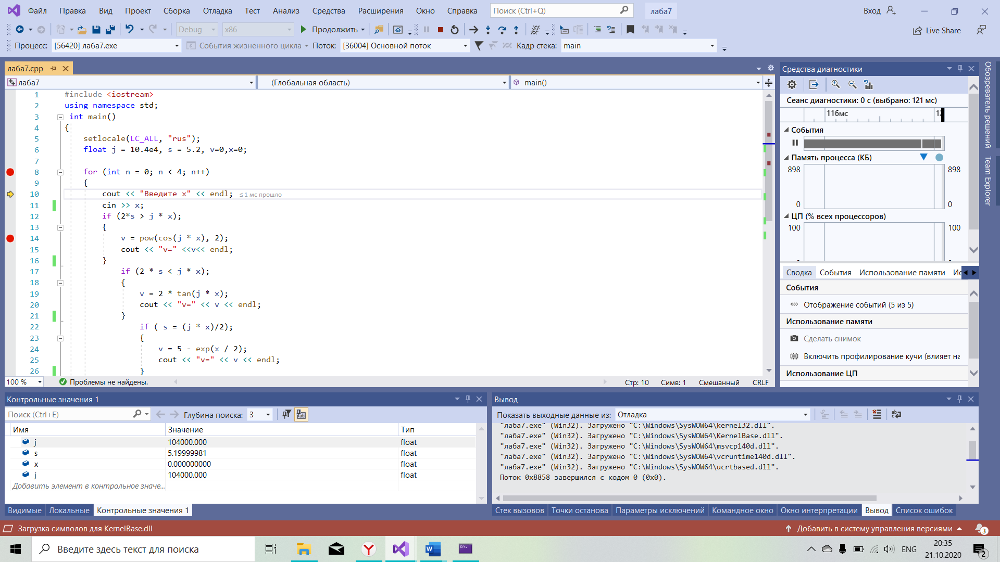 Файл Правка Вид Проект Сборка Отладка Тест Анализ Средства Расширения Окно Справка Поиск (Ctrl+Q) лаба7 Вход
Debug x86 Продолжить Live Share
Процесс: [56420] лаба7.exe События жизненного цикла Поток: [36004] Основной поток Кадр стека: main
лаба7.cpp
лаба7 (Глобальная область) main()
1 #include <iostream>
2 using namespace std;
3 int main()
4 {
5 setlocale(LC_ALL, "rus");
6 float j = 10.4e4, s = 5.2, v=0,x=0;
7
8 for (int n = 0; n < 4; n++)
9 {
10 cout << "Введите x" << endl; ≤ 1 мс прошло
11 cin >> x;
12 if (2*s > j * x);
13 {
14 v = pow(cos(j * x), 2);
15 cout << "v=" <<v<< endl;
16 }
17 if (2 * s < j * x);
18 {
19 v = 2 * tan(j * x);
20 cout << "v=" << v << endl;
21 }
22 if ( s = (j * x)/2);
23 {
24 v = 5 - exp(x / 2);
25 cout << "v=" << v << endl;
26 }
100 % Проблемы не найдены. Стр: 10 Симв: 1 Смешанный CRLF
Средства диагностики
Сеанс диагностики: 0 с (выбрано: 121 мс)
116мс
События
Память процесса (КБ)
898 898
0 0
ЦП (% всех процессоров)
100 100
Сводка События Использование памяти Ис
События
Отображение событий (5 из 5)
Использование памяти
Сделать снимок
Включить профилирование кучи (влияет на
Использование ЦП
Обозреватель решений
Team Explorer
Контрольные значения 1
Поиск (Ctrl+E) Глубина поиска: 3
Имя Значение Тип
j 104000.000 float
s 5.19999981 float
x 0.000000000 float
j 104000.000 float
Добавить элемент в контрольное значе...
Видимые Локальные Контрольные значения 1
Вывод
Показать выходные данные из: Отладка
"лаба7.exe" (Win32). Загружено "C:\Windows\SysWOW64\kernel32.dll".
"лаба7.exe" (Win32). Загружено "C:\Windows\SysWOW64\KernelBase.dll".
"лаба7.exe" (Win32). Загружено "C:\Windows\SysWOW64\msvcp140d.dll".
"лаба7.exe" (Win32). Загружено "C:\Windows\SysWOW64\vcruntime140d.dll".
"лаба7.exe" (Win32). Загружено "C:\Windows\SysWOW64\ucrtbased.dll".
Поток 0x8858 завершился с кодом 0 (0x0).
Стек вызовов Точки останова Параметры исключений Командное окно Окно интерпретации Вывод Список ошибок
Загрузка символов для KernelBase.dll Добавить в систему управления версиями 3
Введите здесь текст для поиска ENG 20:35
21.10.2020 2